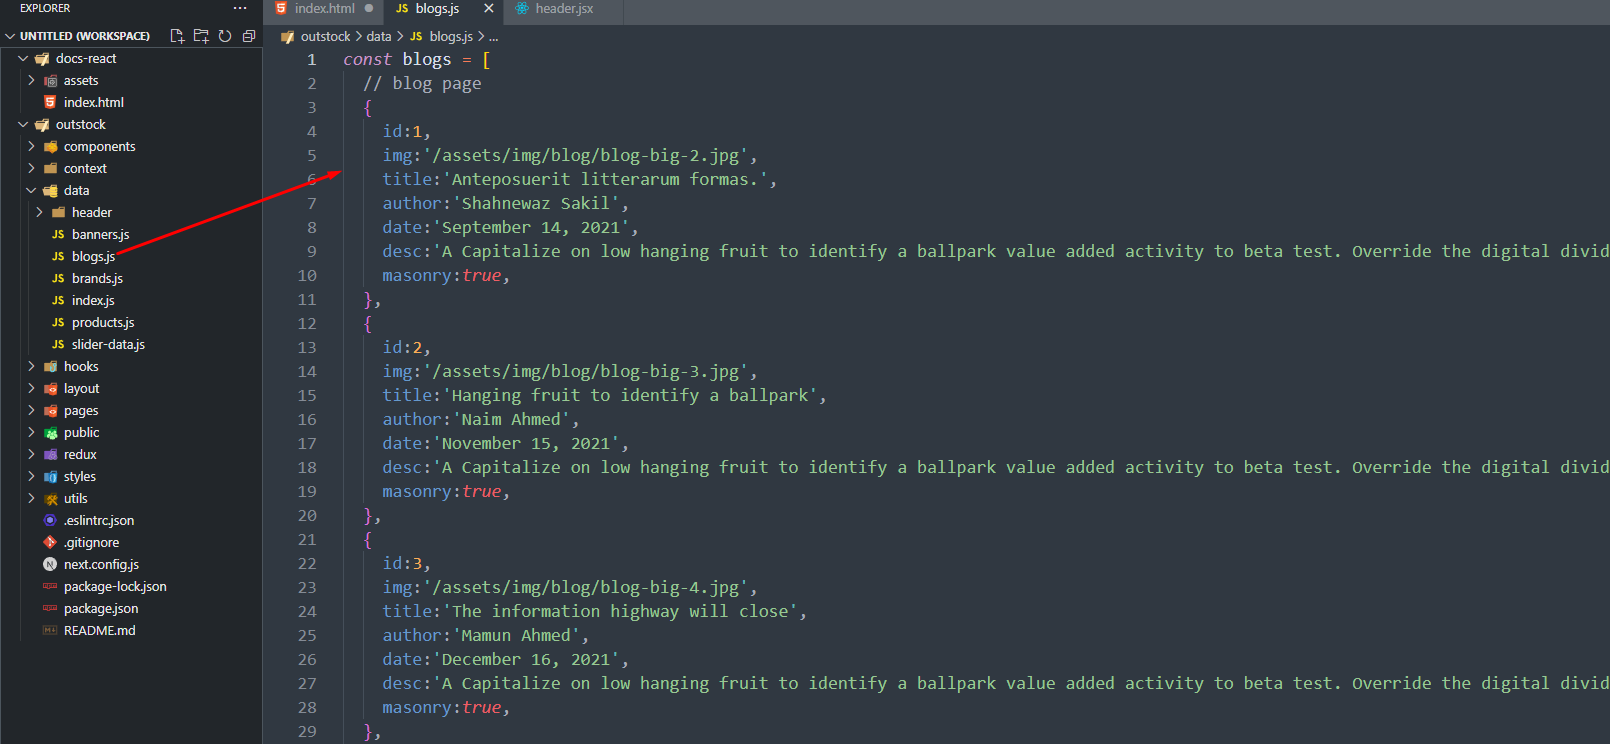 EXPLORER
UNTITLED (WORKSPACE)
docs-react
assets
index.html
outstock
components
context
data
header
JS banners.js
JS blogs.js
JS brands.js
JS index.js
JS products.js
JS slider-data.js
hooks
layout
pages
public
redux
styles
utils
.eslintrc.json
.gitignore
N next.config.js
package-lock.json
package.json
README.md
index.html
JS blogs.js
header.jsx
outstock > data > JS blogs.js > ...
1 const blogs = [
2 // blog page
3 {
4 id:1,
5 img:'/assets/img/blog/blog-big-2.jpg',
6 title:'Anteposuerit litterarum formas.',
7 author:'Shahnewaz Sakil',
8 date:'September 14, 2021',
9 desc:'A Capitalize on low hanging fruit to identify a ballpark value added activity to beta test. Override the digital divid
10 masonry:true,
11 },
12 {
13 id:2,
14 img:'/assets/img/blog/blog-big-3.jpg',
15 title:'Hanging fruit to identify a ballpark',
16 author:'Naim Ahmed',
17 date:'November 15, 2021',
18 desc:'A Capitalize on low hanging fruit to identify a ballpark value added activity to beta test. Override the digital divid
19 masonry:true,
20 },
21 {
22 id:3,
23 img:'/assets/img/blog/blog-big-4.jpg',
24 title:'The information highway will close',
25 author:'Mamun Ahmed',
26 date:'December 16, 2021',
27 desc:'A Capitalize on low hanging fruit to identify a ballpark value added activity to beta test. Override the digital divid
28 masonry:true,
29 },